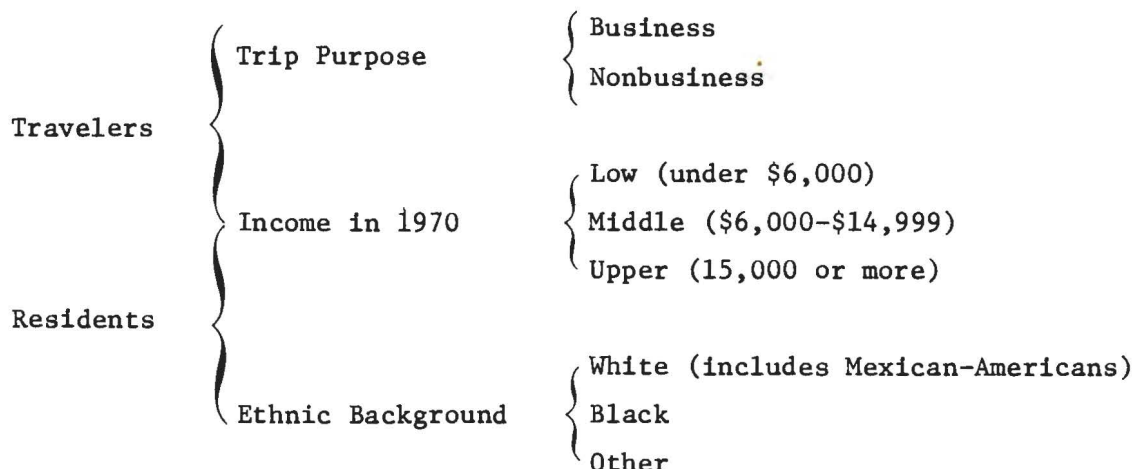 Trip Purpose
Business
Nonbusiness
Travelers
Income in 1970
Low (under $6,000)
Middle ($6,000-$14,999)
Upper (15,000 or more)
Residents
Ethnic Background
White (includes Mexican-Americans)
Black
Other